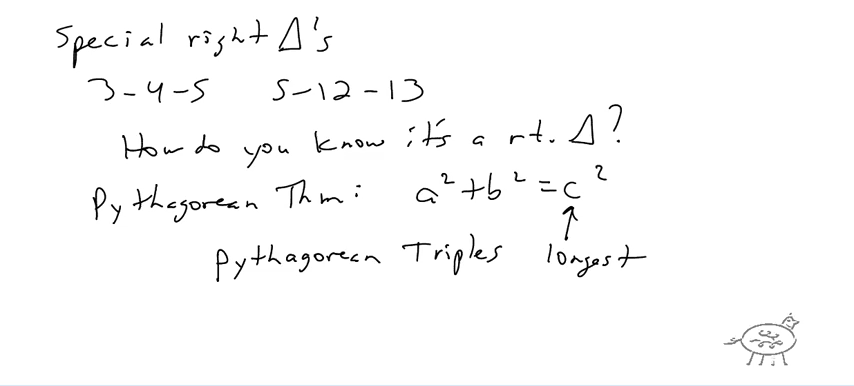 Special right Δ's
3-4-5 5-12-13
How do you know it's a rt. Δ?
Pythagorean Thm: a² + b² = c²
↑
Pythagorean Triples longest